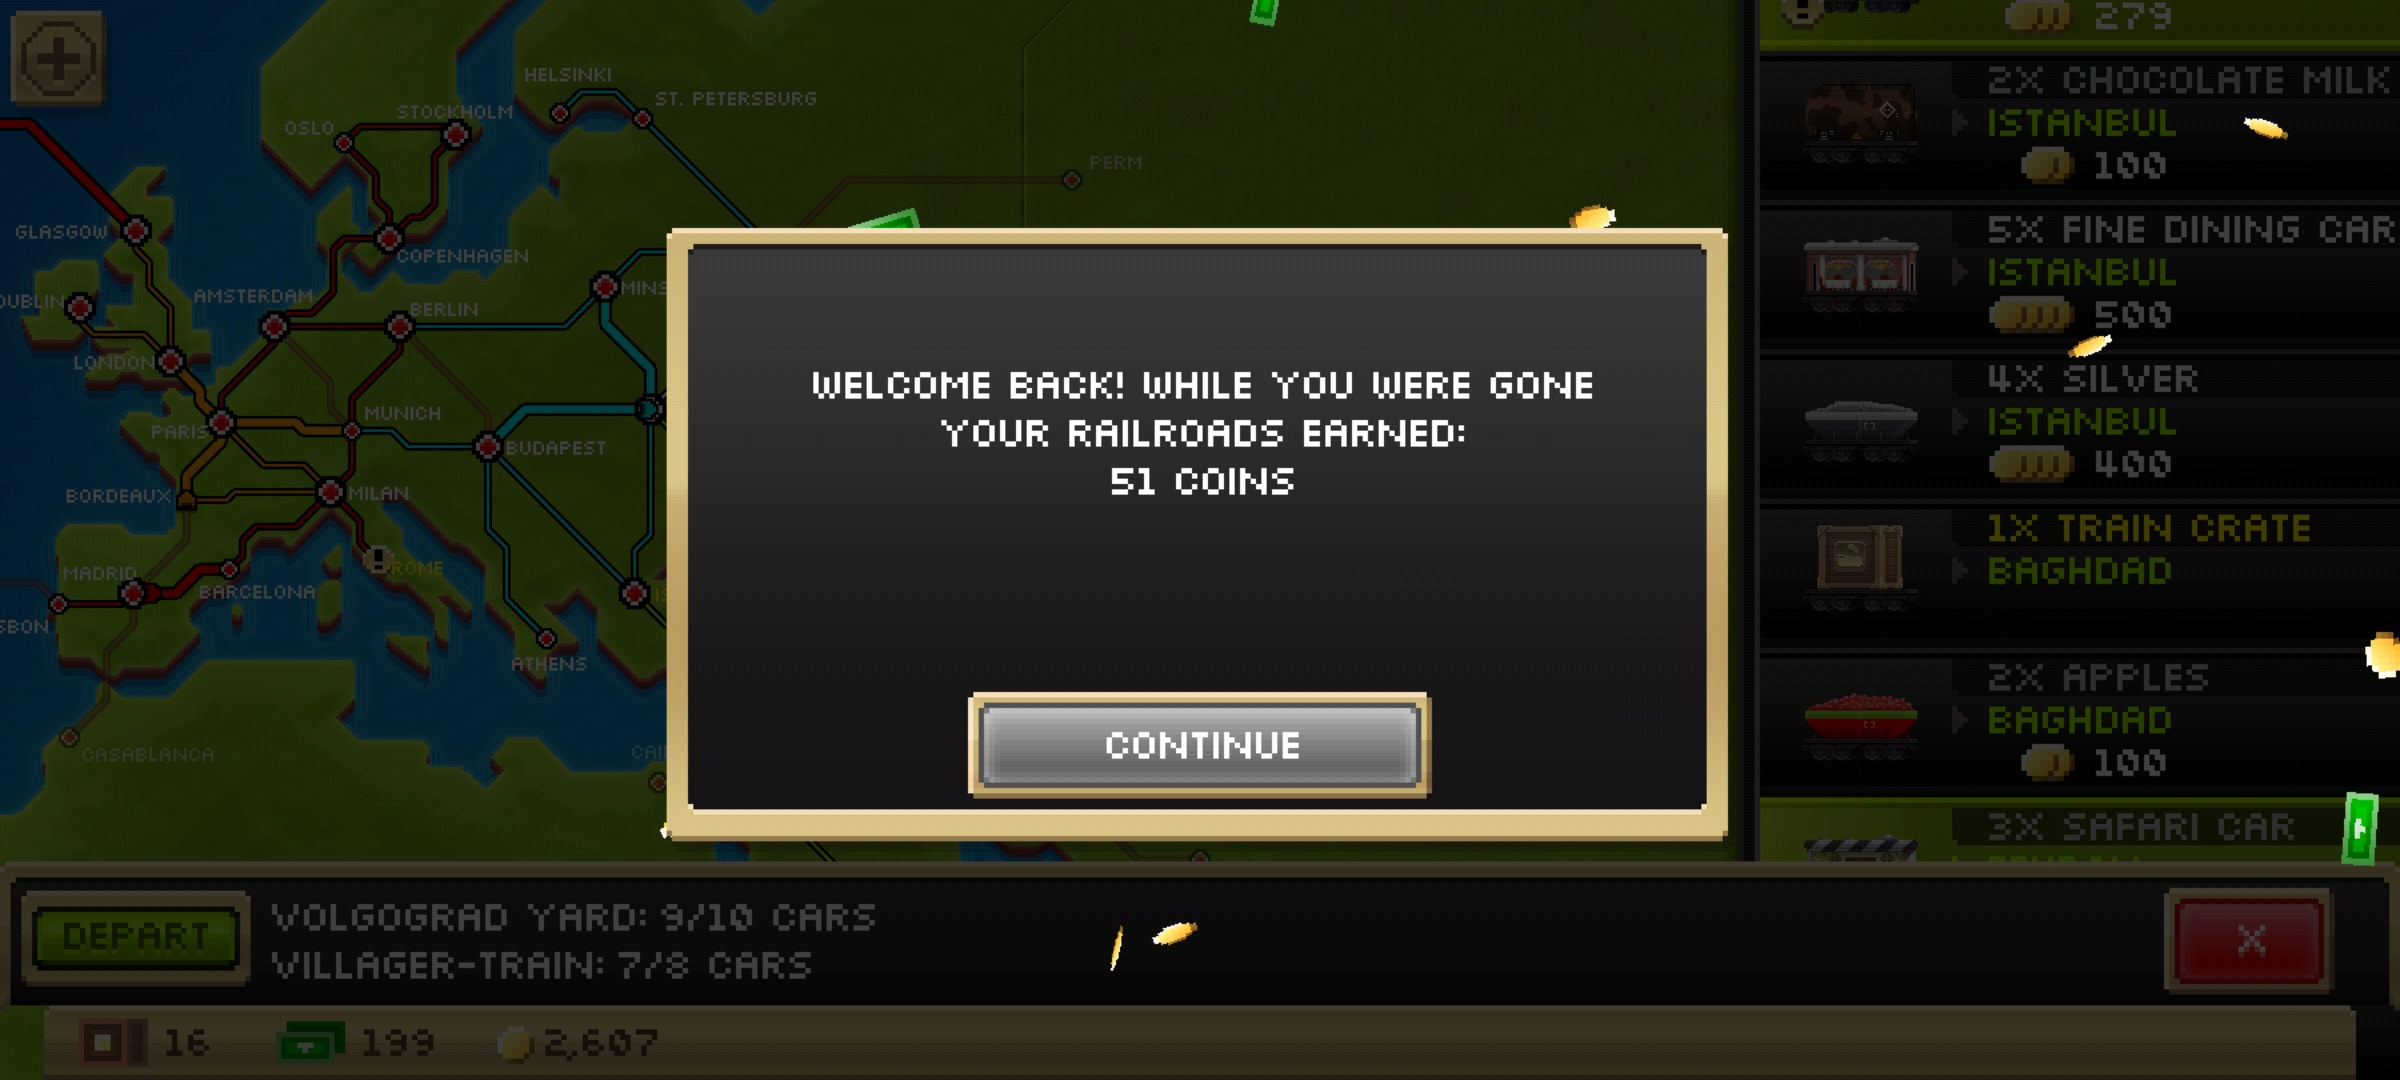 HELSINKI
ST. PETERSBURG
STOCKHOLM
OSLO
PERM
GLASGOW
COPENHAGEN
AMSTERDAM
BERLIN
LONDON
MUNICH
PARIS
BUDAPEST
BORDEAUX
MILAN
MADRID
BARCELONA
ROME
ATHENS
CASABLANCA
WELCOME BACK! WHILE YOU WERE GONE
YOUR RAILROADS EARNED:
51 COINS
CONTINUE
279
2X CHOCOLATE MILK
ISTANBUL
100
5X FINE DINING CAR
ISTANBUL
500
4X SILVER
ISTANBUL
400
1X TRAIN CRATE
BAGHDAD
2X APPLES
BAGHDAD
100
3X SAFARI CAR
DEPART
VOLGOGRAD YARD: 9/10 CARS
VILLAGER-TRAIN: 7/8 CARS
X
16
199
2,607